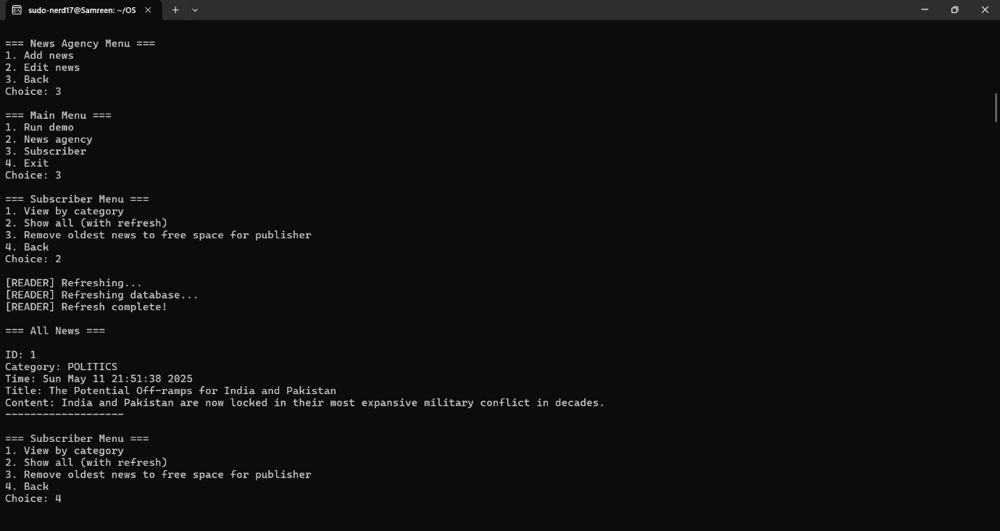 sudo-nerd17@Samreen: ~/OS
=== News Agency Menu ===
1. Add news
2. Edit news
3. Back
Choice: 3
=== Main Menu ===
1. Run demo
2. News agency
3. Subscriber
4. Exit
Choice: 3
=== Subscriber Menu ===
1. View by category
2. Show all (with refresh)
3. Remove oldest news to free space for publisher
4. Back
Choice: 2
[READER] Refreshing...
[READER] Refreshing database...
[READER] Refresh complete!
=== All News ===
ID: 1
Category: POLITICS
Time: Sun May 11 21:51:38 2025
Title: The Potential Off-ramps for India and Pakistan
Content: India and Pakistan are now locked in their most expansive military conflict in decades.
-------------------
=== Subscriber Menu ===
1. View by category
2. Show all (with refresh)
3. Remove oldest news to free space for publisher
4. Back
Choice: 4